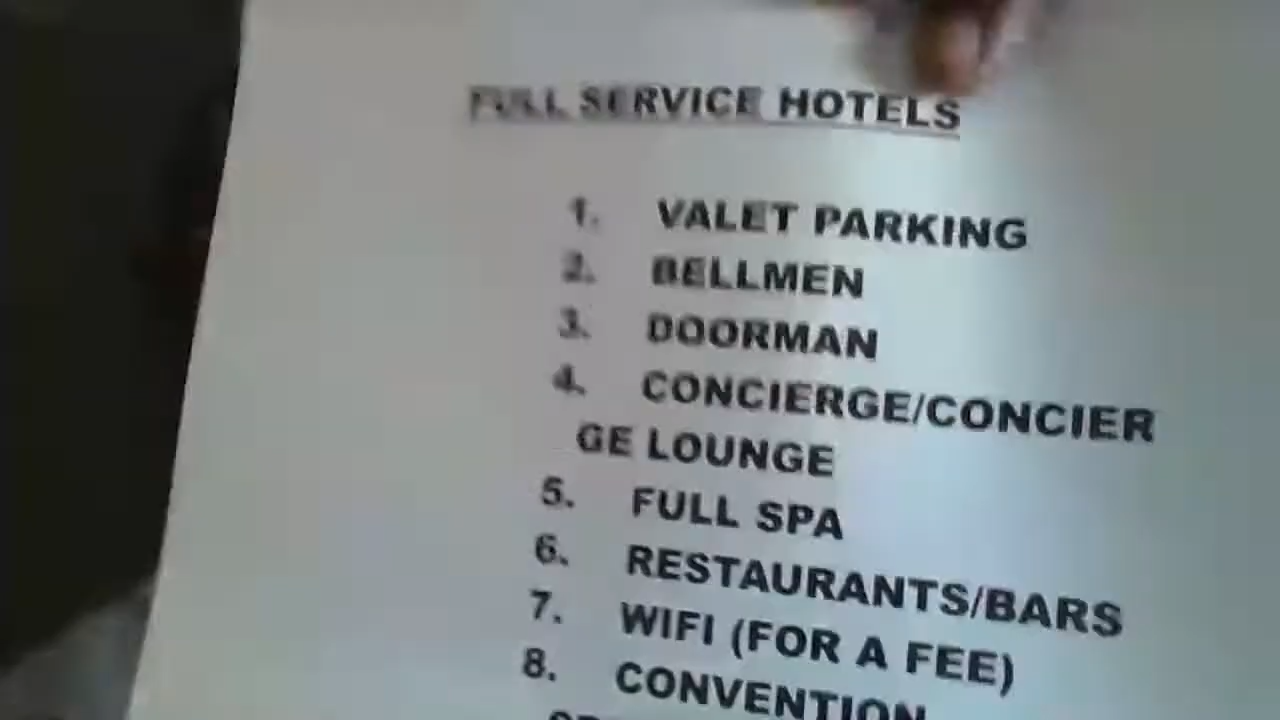 FULL SERVICE HOTELS
1. VALET PARKING
2. BELLMEN
3. DOORMAN
4. CONCIERGE/CONCIER
GE LOUNGE
5. FULL SPA
6. RESTAURANTS/BARS
7. WIFI (FOR A FEE)
8. CONVENTION